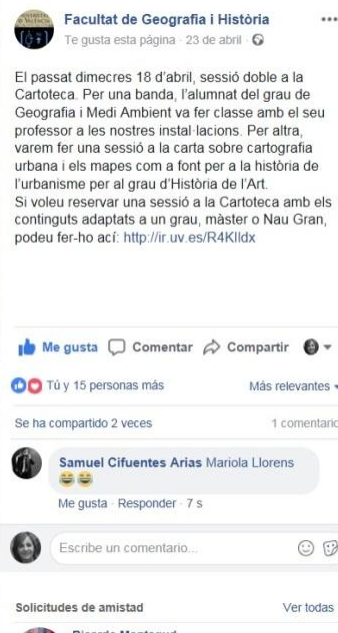 Facultat de Geografia i Història
Te gusta esta página · 23 de abril ·
El passat dimecres 18 d'abril, sessió doble a la
Cartoteca. Per una banda, l'alumnat del grau de
Geografia i Medi Ambient va fer classe amb el seu
professor a les nostres instal·lacions. Per altra,
varem fer una sessió a la carta sobre cartografia
urbana i els mapes com a font per a la història de
l'urbanisme per al grau d'Història de l'Art.
Si voleu reservar una sessió a la Cartoteca amb els
continguts adaptats a un grau, màster o Nau Gran,
podeu fer-ho ací: http://ir.uv.es/R4KIldx
Me gusta Comentar Compartir
Tú y 15 personas más Más relevantes
Se ha compartido 2 veces 1 comentario
Samuel Cifuentes Arias Mariola Llorens
😂😂
Me gusta · Responder · 7 s
Escribe un comentario...
Solicitudes de amistad Ver todas